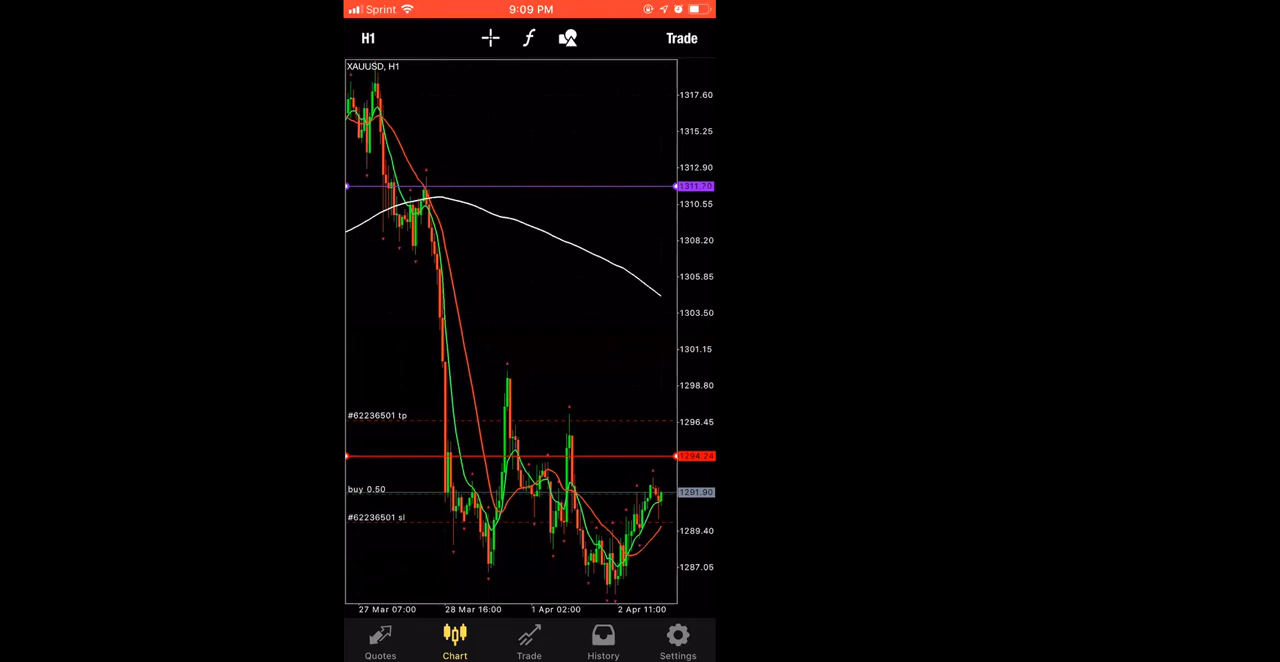 Sprint 9:09 PM
H1 f Trade
XAUUSD, H1
1317.60
1315.25
1312.90
1311.70
1310.55
1308.20
1305.85
1303.50
1301.15
1298.80
#62236501 tp
1296.45
1294.24
buy 0.50
1291.90
#62236501 sl
1289.40
1287.05
27 Mar 07:00 28 Mar 16:00 1 Apr 02:00 2 Apr 11:00
Quotes Chart Trade History Settings